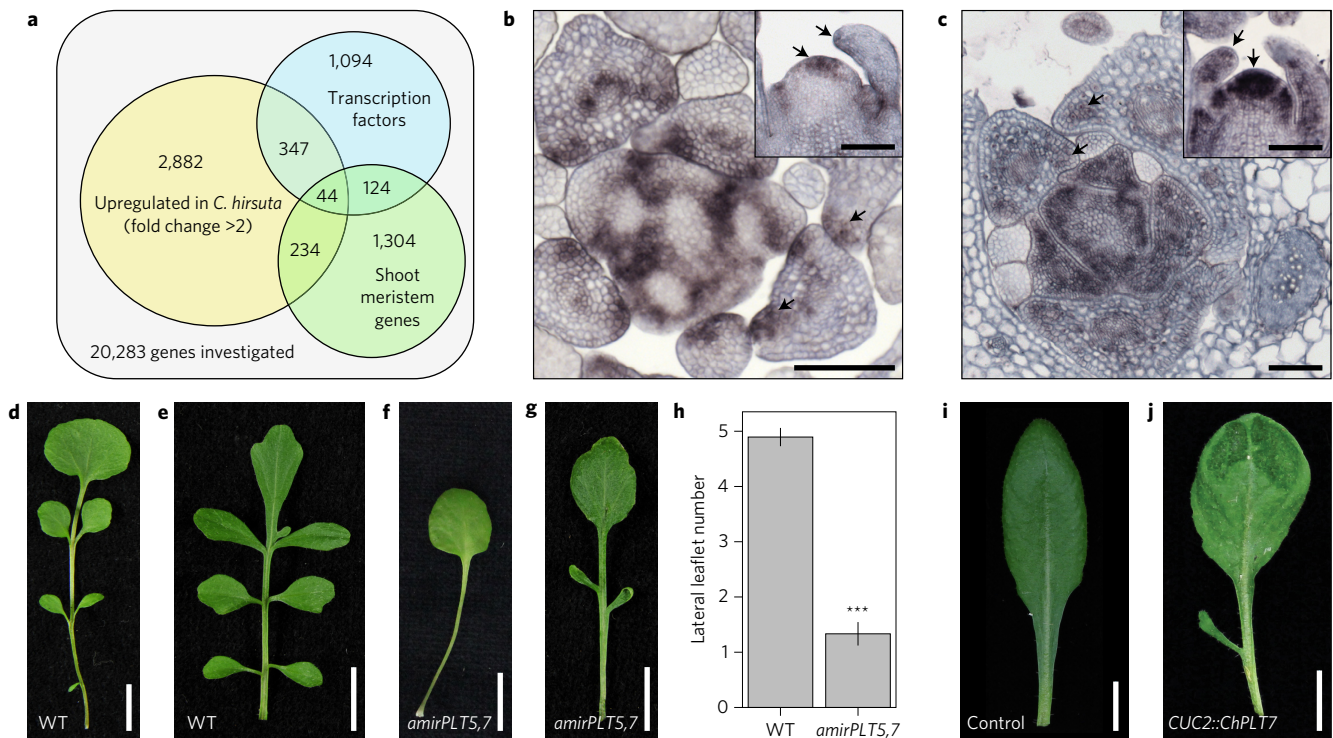 a
1,094
Transcription
factors
2,882
347
Upregulated in C. hirsuta
(fold change >2)
44
124
234
1,304
Shoot
meristem
genes
20,283 genes investigated
b
c
d
WT
e
WT
f
amirPLT5,7
g
amirPLT5,7
h
Lateral leaflet number
5
4
3
2
1
0
***
WT
amirPLT5,7
i
Control
j
CUC2::ChPLT7